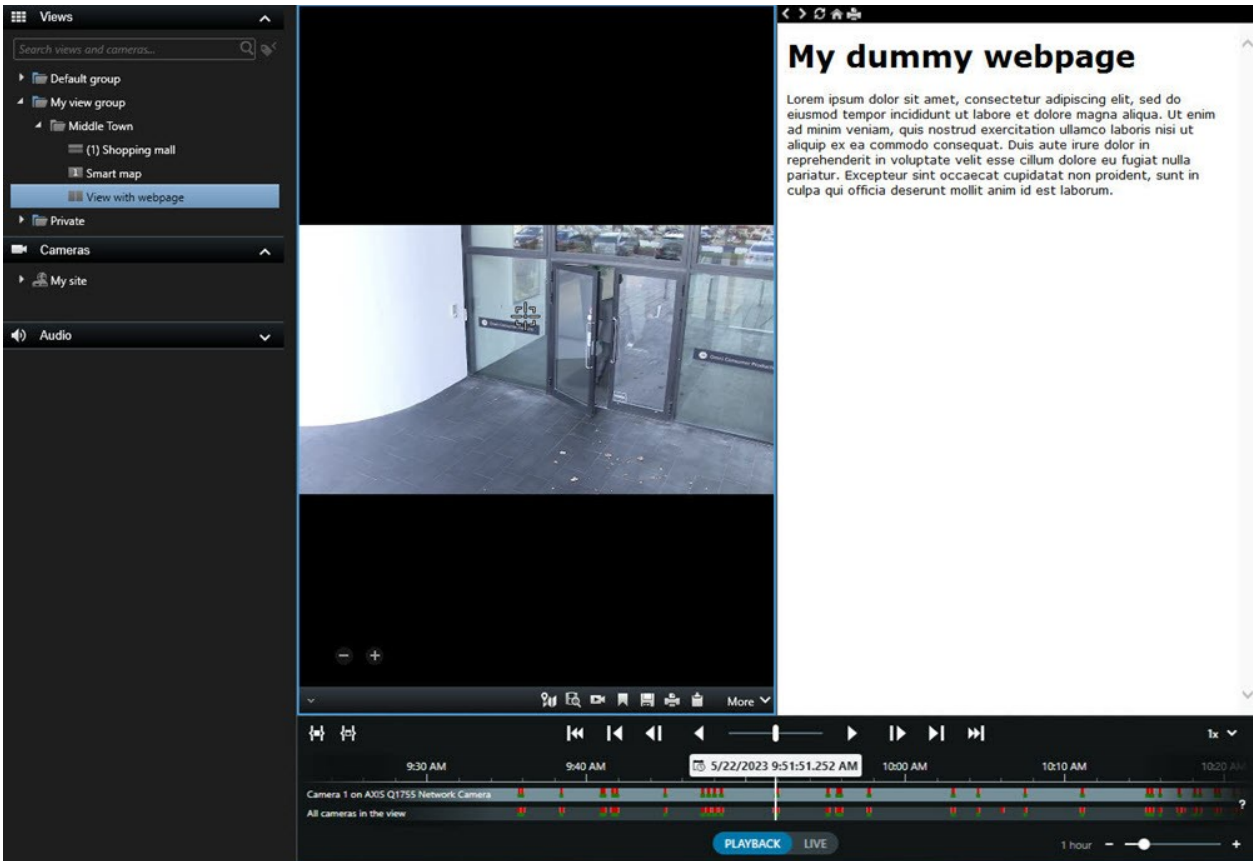 Views
Search views and cameras...
Default group
My view group
Middle Town
(1) Shopping mall
1 Smart map
View with webpage
Private
Cameras
My site
Audio
More
My dummy webpage
Lorem ipsum dolor sit amet, consectetur adipiscing elit, sed do
eiusmod tempor incididunt ut labore et dolore magna aliqua. Ut enim
ad minim veniam, quis nostrud exercitation ullamco laboris nisi ut
aliquip ex ea commodo consequat. Duis aute irure dolor in
reprehenderit in voluptate velit esse cillum dolore eu fugiat nulla
pariatur. Excepteur sint occaecat cupidatat non proident, sunt in
culpa qui officia deserunt mollit anim id est laborum.
1x
9:30 AM 9:40 AM 5/22/2023 9:51:51.252 AM 10:00 AM 10:10 AM 10:20 AM
Camera 1 on AXIS Q1755 Network Camera
All cameras in the view
?
PLAYBACK LIVE
1 hour - +